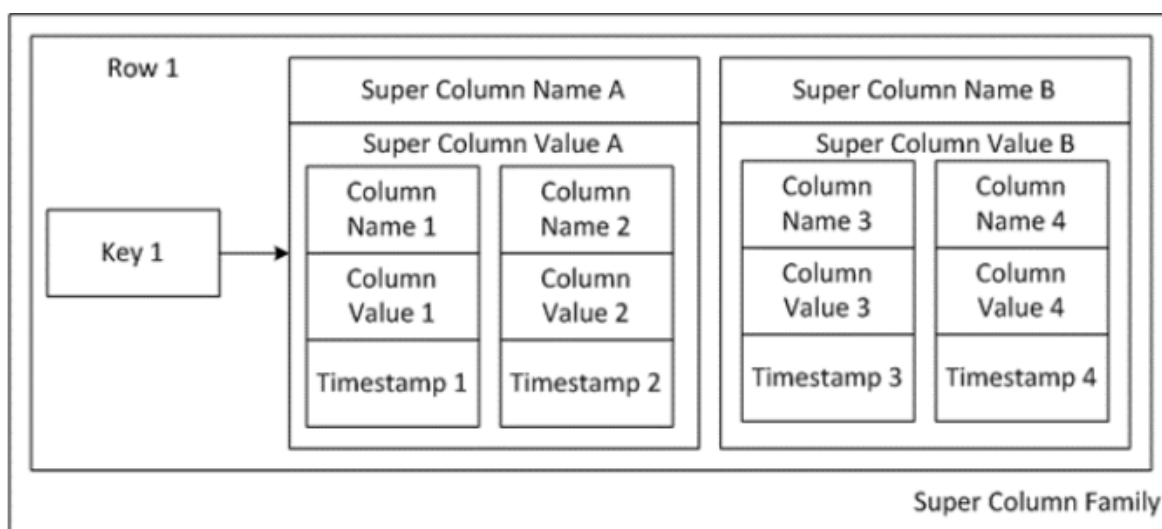 Row 1
Super Column Name A
Super Column Name B
Super Column Value A
Super Column Value B
Key 1
Column
Name 1
Column
Value 1
Timestamp 1
Column
Name 2
Column
Value 2
Timestamp 2
Column
Name 3
Column
Value 3
Timestamp 3
Column
Name 4
Column
Value 4
Timestamp 4
Super Column Family